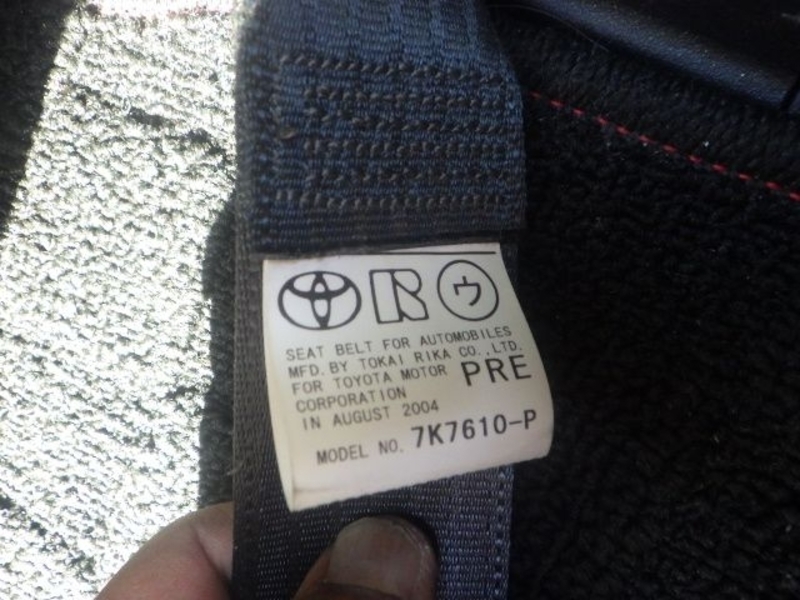 ウ
SEAT BELT FOR AUTOMOBILES
MFD. BY TOKAI RIKA CO.,LTD.
FOR TOYOTA MOTOR PRE
CORPORATION
IN AUGUST 2004
MODEL NO. 7K7610-P